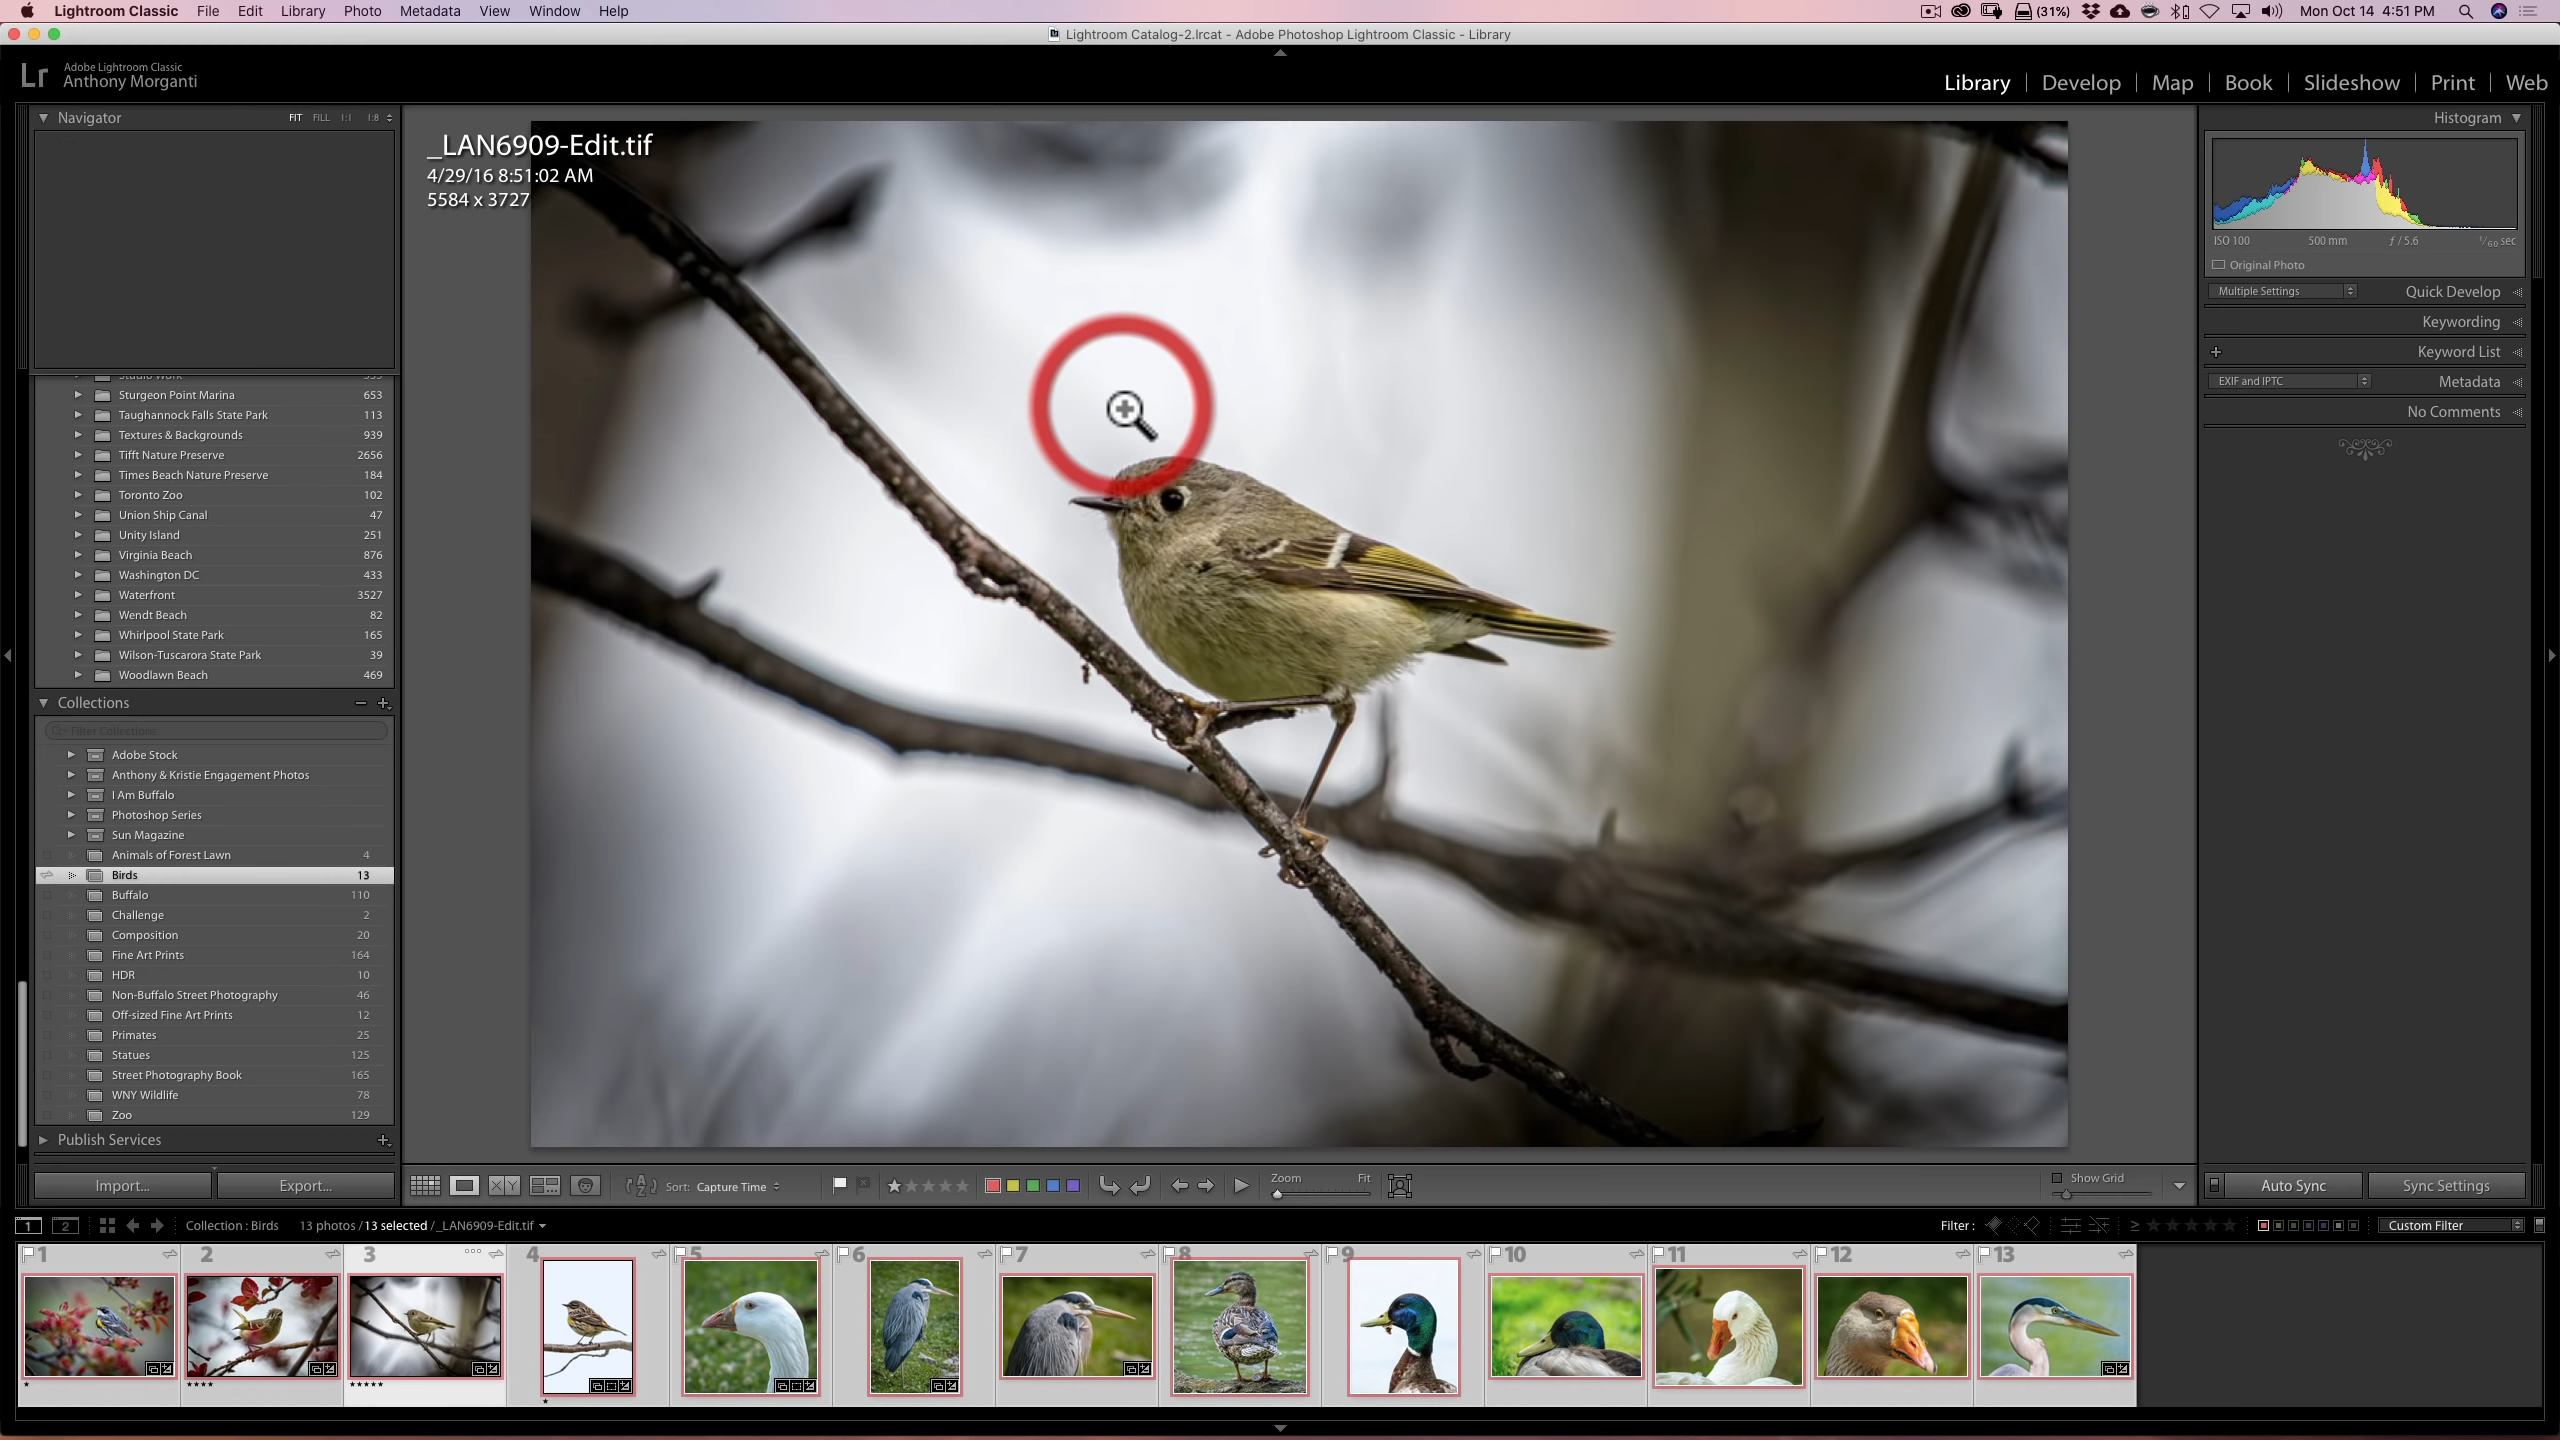 Lightroom Classic File Edit Library Photo Metadata View Window Help
(31%) Mon Oct 14 4:51 PM
Lightroom Catalog-2.lrcat - Adobe Photoshop Lightroom Classic - Library
Lr Adobe Lightroom Classic
Anthony Morganti
Library | Develop | Map | Book | Slideshow | Print | Web
Navigator FIT FILL 1:1 1:8
_LAN6909-Edit.tif
4/29/16 8:51:02 AM
5584 x 3727
Histogram
ISO 100 500 mm ƒ / 5.6 1/60 sec
Original Photo
Multiple Settings Quick Develop
Keywording
Keyword List
EXIF and IPTC Metadata
No Comments
Sturgeon Point Marina 653
Taughannock Falls State Park 113
Textures & Backgrounds 939
Tifft Nature Preserve 2656
Times Beach Nature Preserve 184
Toronto Zoo 102
Union Ship Canal 47
Unity Island 251
Virginia Beach 876
Washington DC 433
Waterfront 3527
Wendt Beach 82
Whirlpool State Park 165
Wilson-Tuscarora State Park 39
Woodlawn Beach 469
Collections
Filter Collections
Adobe Stock
Anthony & Kristie Engagement Photos
I Am Buffalo
Photoshop Series
Sun Magazine
Animals of Forest Lawn 4
Birds 13
Buffalo 110
Challenge 2
Composition 20
Fine Art Prints 164
HDR 10
Non-Buffalo Street Photography 46
Off-sized Fine Art Prints 12
Primates 25
Statues 125
Street Photography Book 165
WNY Wildlife 78
Zoo 129
Publish Services
Import... Export...
X Y Sort: Capture Time Zoom Fit Show Grid
Auto Sync Sync Settings
1 2 Collection : Birds 13 photos / 13 selected / _LAN6909-Edit.tif
Filter : Custom Filter
1 2 3 4 5 6 7 8 9 10 11 12 13